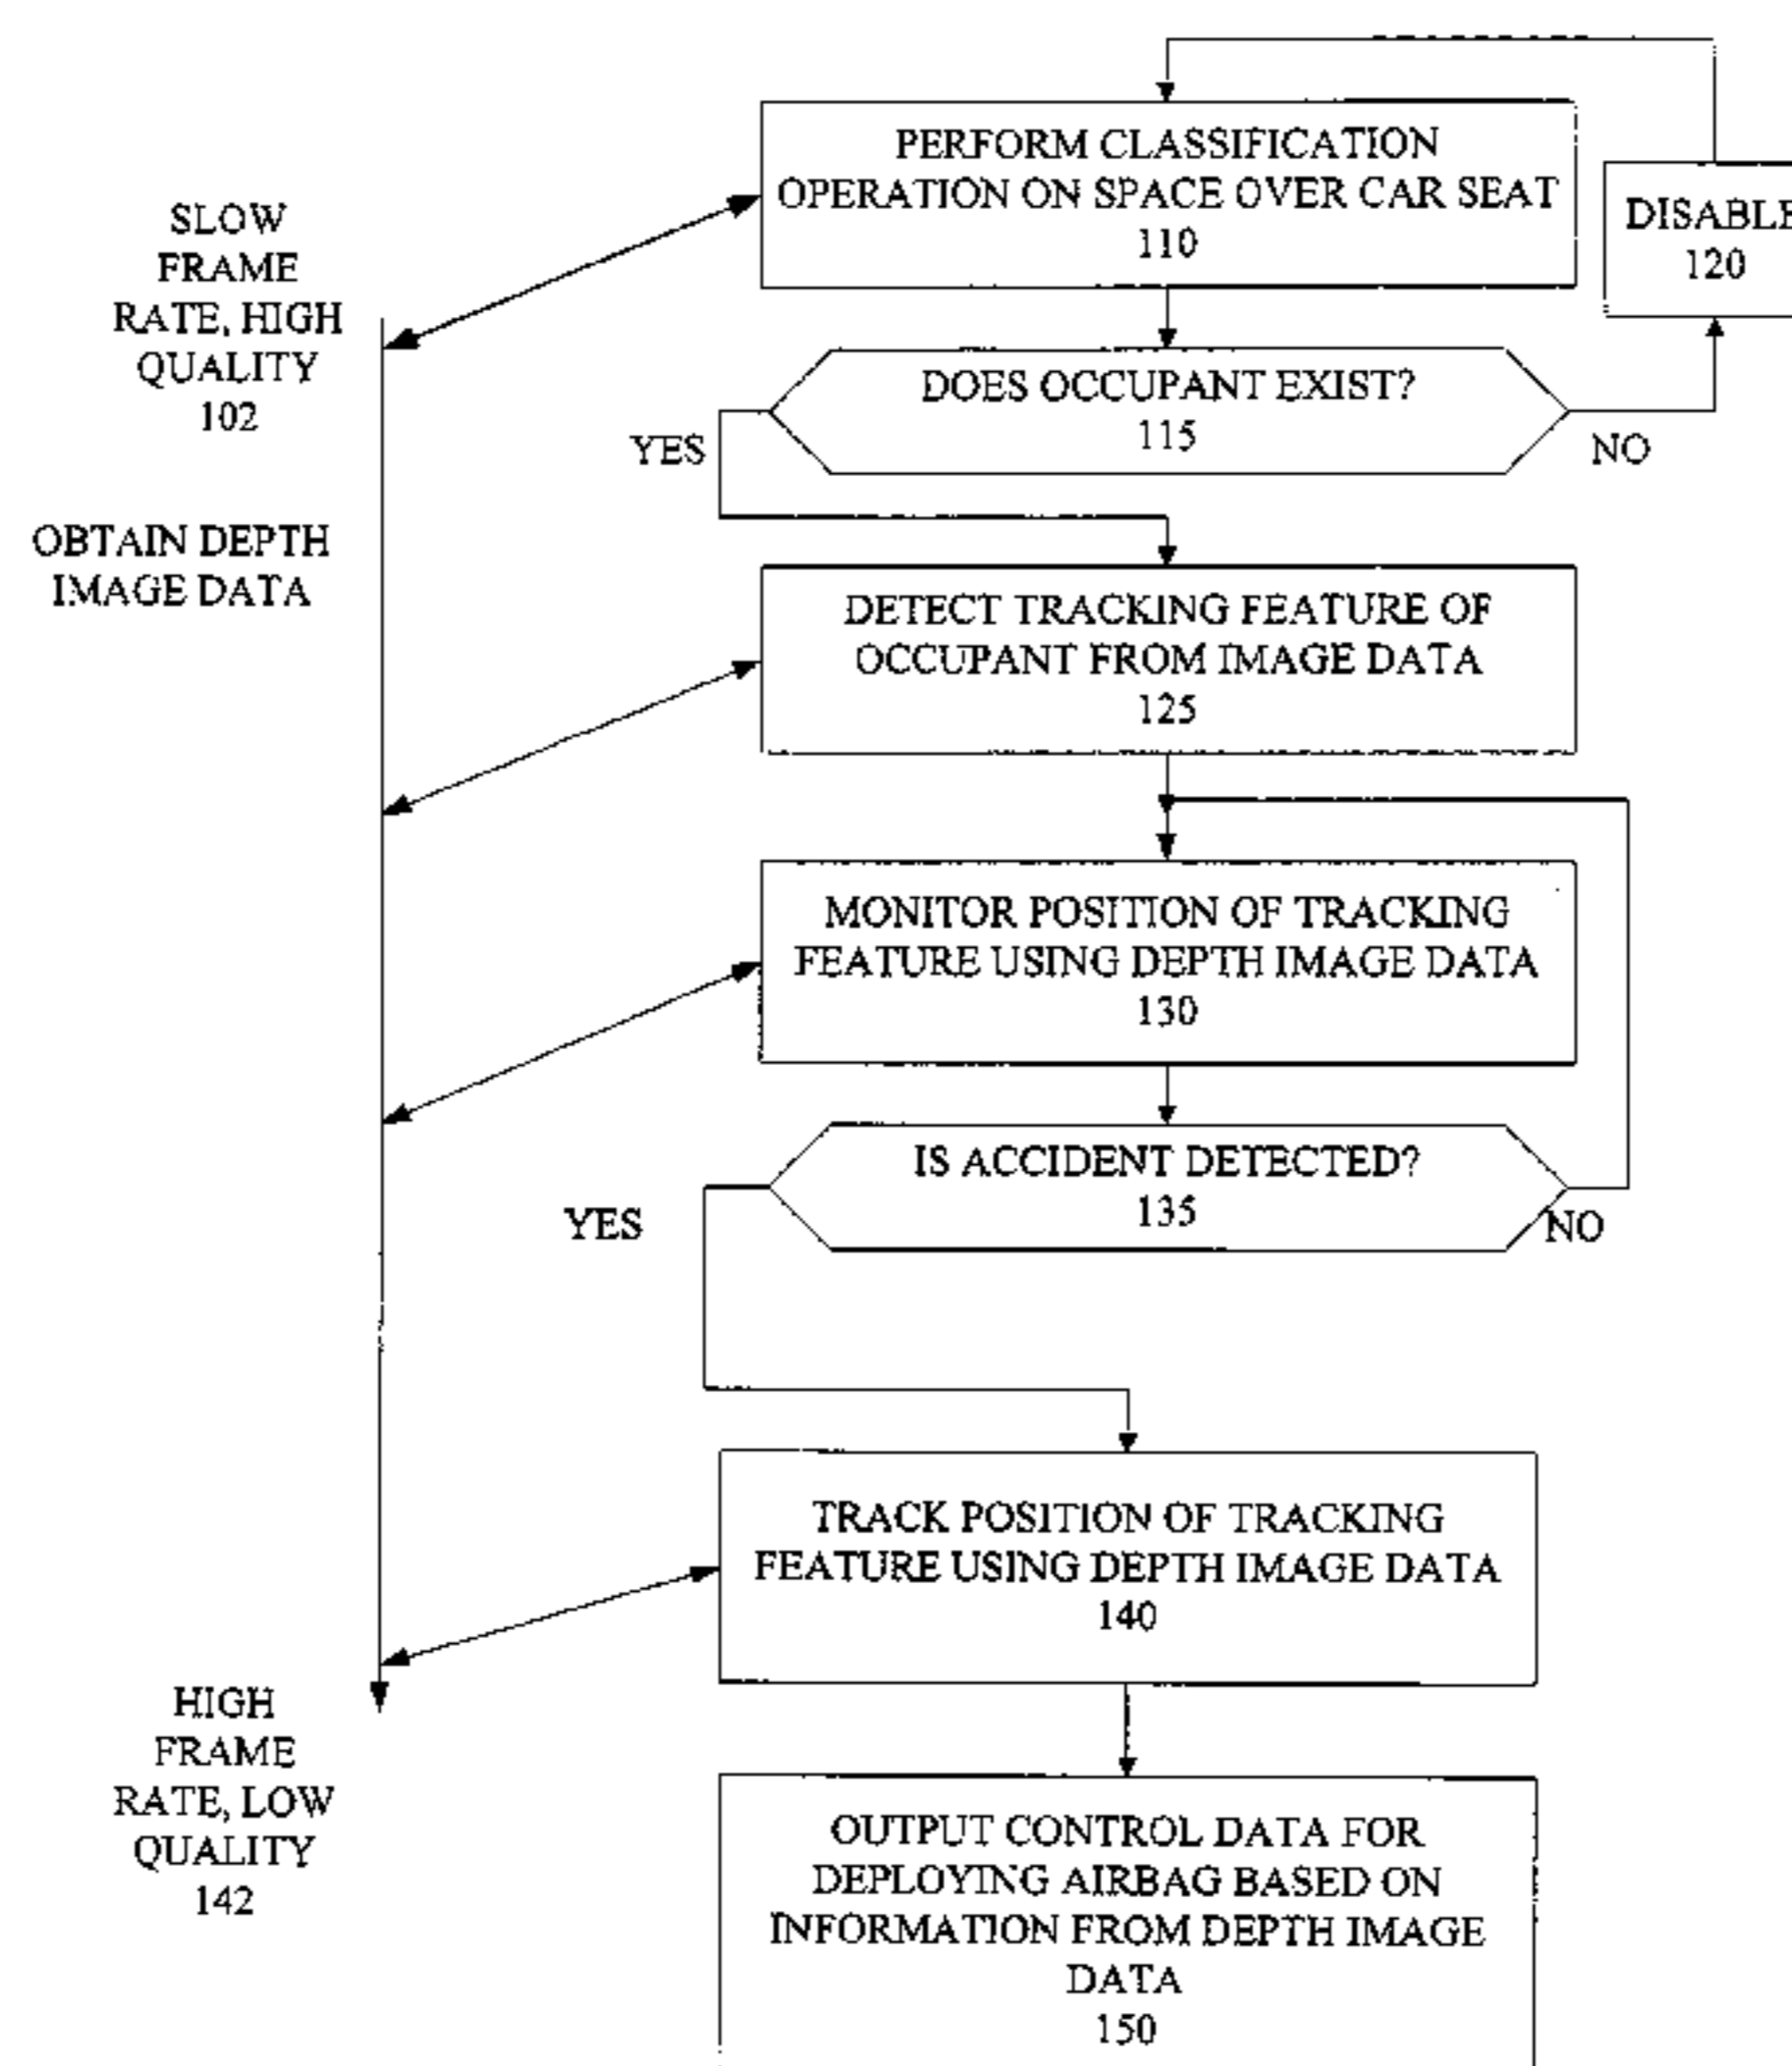 PERFORM CLASSIFICATION
OPERATION ON SPACE OVER CAR SEAT
110
DISABLE
120
SLOW
FRAME
RATE, HIGH
QUALITY
102
DOES OCCUPANT EXIST?
115
YES
NO
OBTAIN DEPTH
IMAGE DATA
DETECT TRACKING FEATURE OF
OCCUPANT FROM IMAGE DATA
125
MONITOR POSITION OF TRACKING
FEATURE USING DEPTH IMAGE DATA
130
IS ACCIDENT DETECTED?
135
YES
NO
TRACK POSITION OF TRACKING
FEATURE USING DEPTH IMAGE DATA
140
HIGH
FRAME
RATE, LOW
QUALITY
142
OUTPUT CONTROL DATA FOR
DEPLOYING AIRBAG BASED ON
INFORMATION FROM DEPTH IMAGE
DATA
150